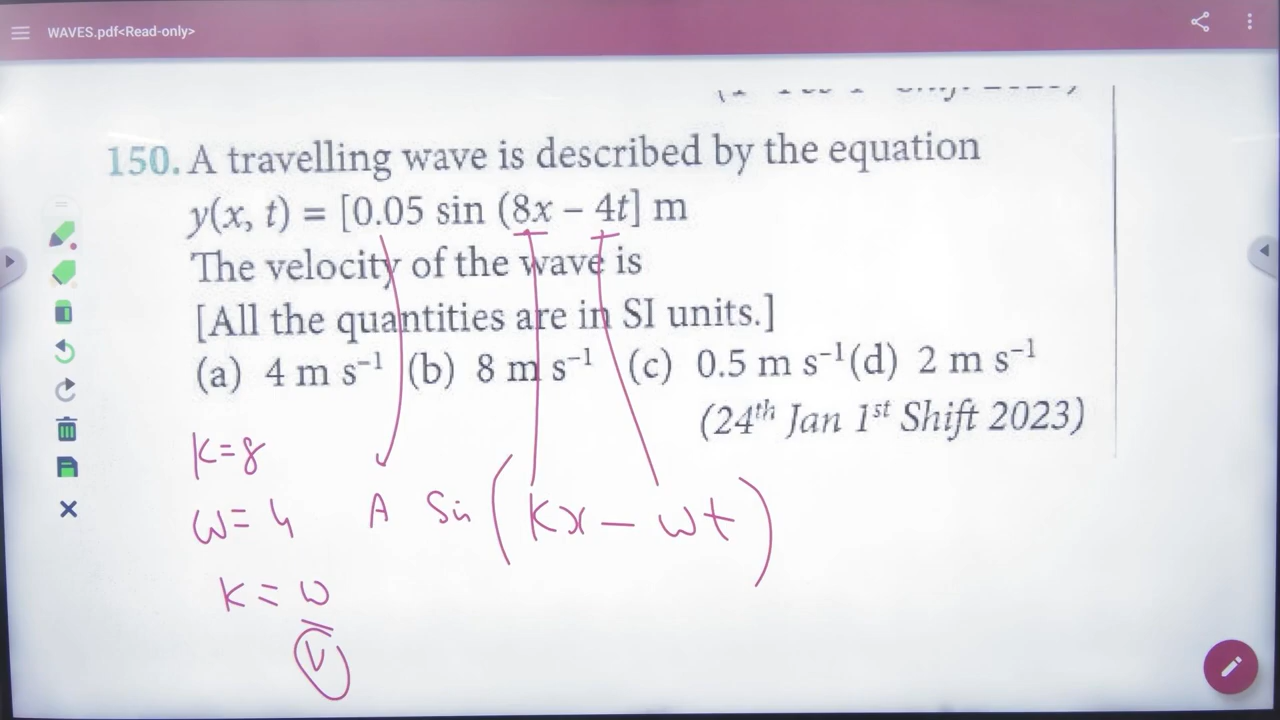 WAVES.pdf<Read-only>
150. A travelling wave is described by the equation
y(x, t) = [0.05 sin (8x – 4t] m
The velocity of the wave is
[All the quantities are in SI units.]
(a) 4 m s⁻¹ (b) 8 m s⁻¹ (c) 0.5 m s⁻¹ (d) 2 m s⁻¹
(24th Jan 1st Shift 2023)
K=8
ω=4 A Sin (Kx – ωt)
K = ω
v